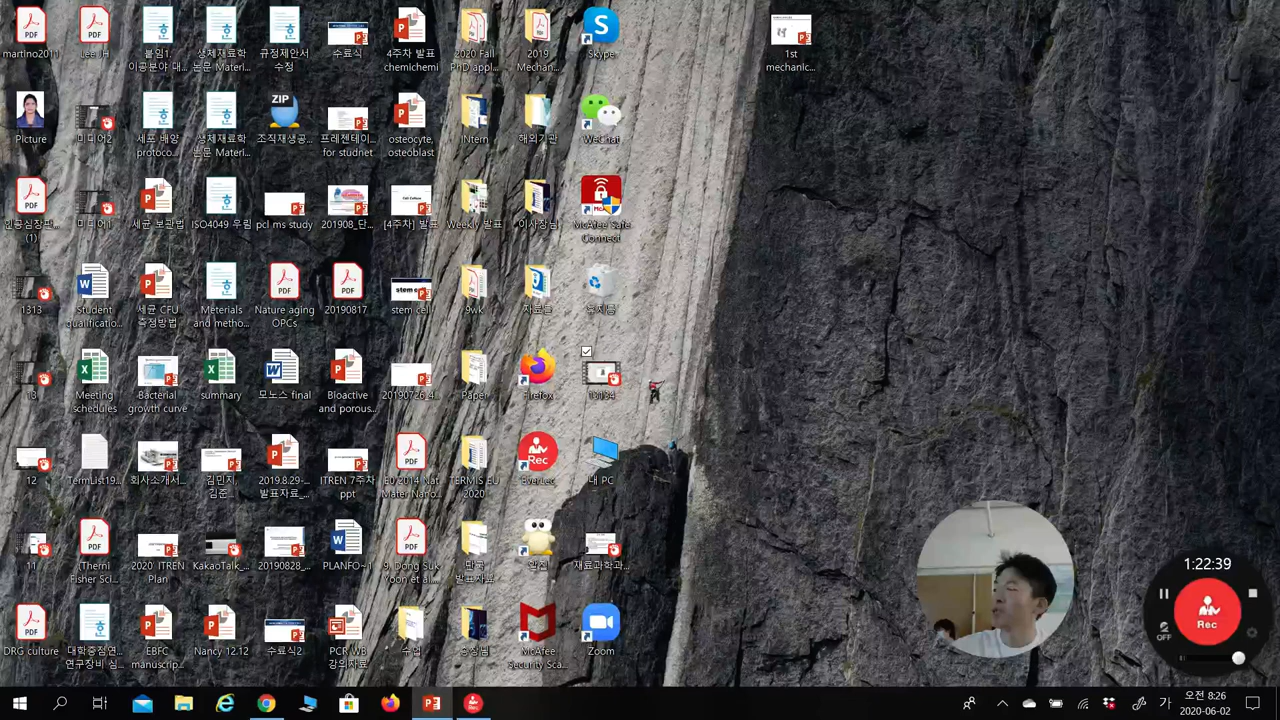 martino2011
Lee JH
붙임1.
이공분야 대...
생체재료학
논문 Materi...
규정제안서
수정
수료식
4주차 발표
chemichemi
2020 Fall
PhD appl...
2019
Mechan...
Skype
1st
mechanic...
Picture
미디어2
세포 배양
protoco...
생체재료학
논문 Materi...
ZIP
조직재생공...
프레젠테이...
for studnet
osteocyte,
osteoblast
INtern
해외기관
WeChat
인공심장판...
(1)
미디어1
세균 보관법
ISO4049 우림
pcl ms study
201908_단...
[4주차] 발표
Weekly 발표
이사장님
McAfee Safe
Connect
1313
Student
qualificatio...
세균 CFU
측정방법
Meterials
and metho...
Nature aging
OPCs
20190817
stem cell
9wk
자료들
휴지통
13
Meeting
schedules
Bacterial
growth curve
summary
모노스 final
Bioactive
and porous...
20190726_4...
Paper
Firefox
13134
12
TermList19...
회사소개서...
김민지,
김준...
2019.8.29-...
발표자료_...
ITREN 7주차
ppt
EU 2014 Nat
Mater Nano...
TERMIS EU
2020
Rec
Everlec
내 PC
11
(Therni
Fisher Sci...
2020_ITREN
Plan
KakaoTalk_...
20190828_...
PLANFO~1
9. Dong Suk
Yoon et al...
한국
발표자료
알집
재료과학과...
DRG culture
대학중점연...
연구장비 심...
EBFC
manuscrip...
Nancy 12.12
수료식2
PCR WB
강의자료
수업
McAfee
Security Sca...
Zoom
1:22:39
Rec
OFF
가
오전 8:26
2020-06-02